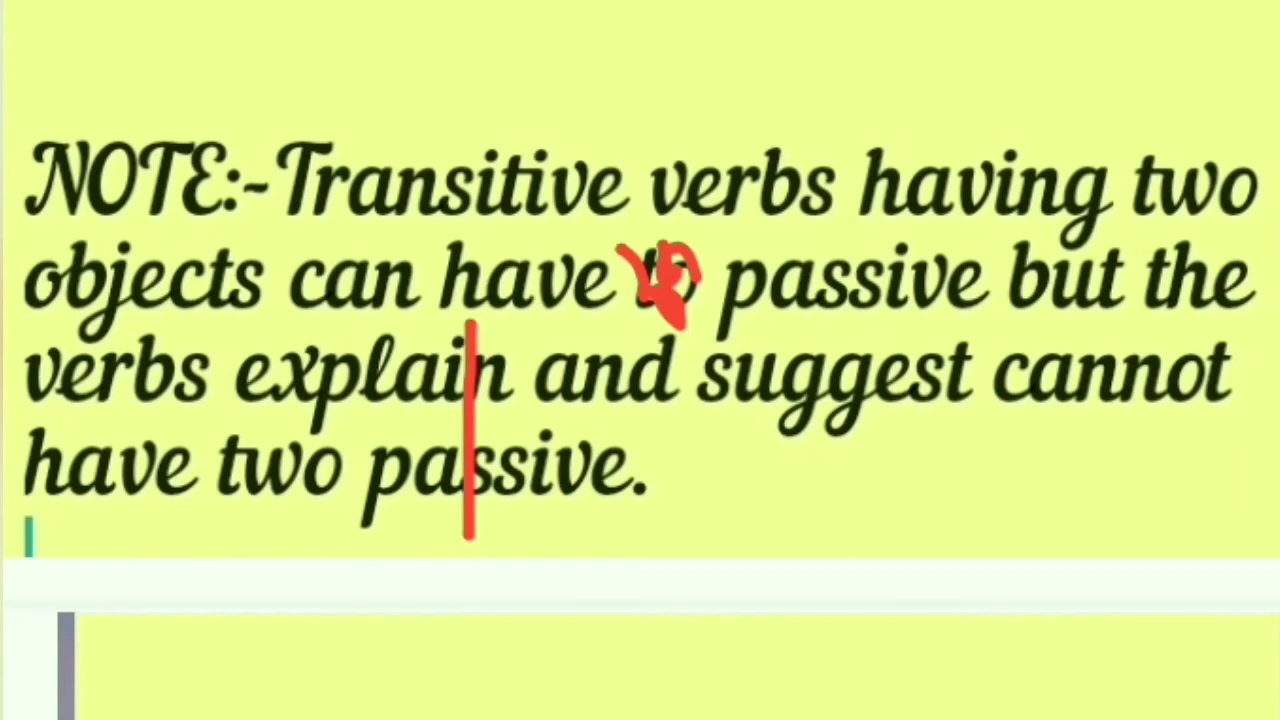 NOTE:-Transitive verbs having two
objects can have to passive but the
verbs explain and suggest cannot
have two passive.